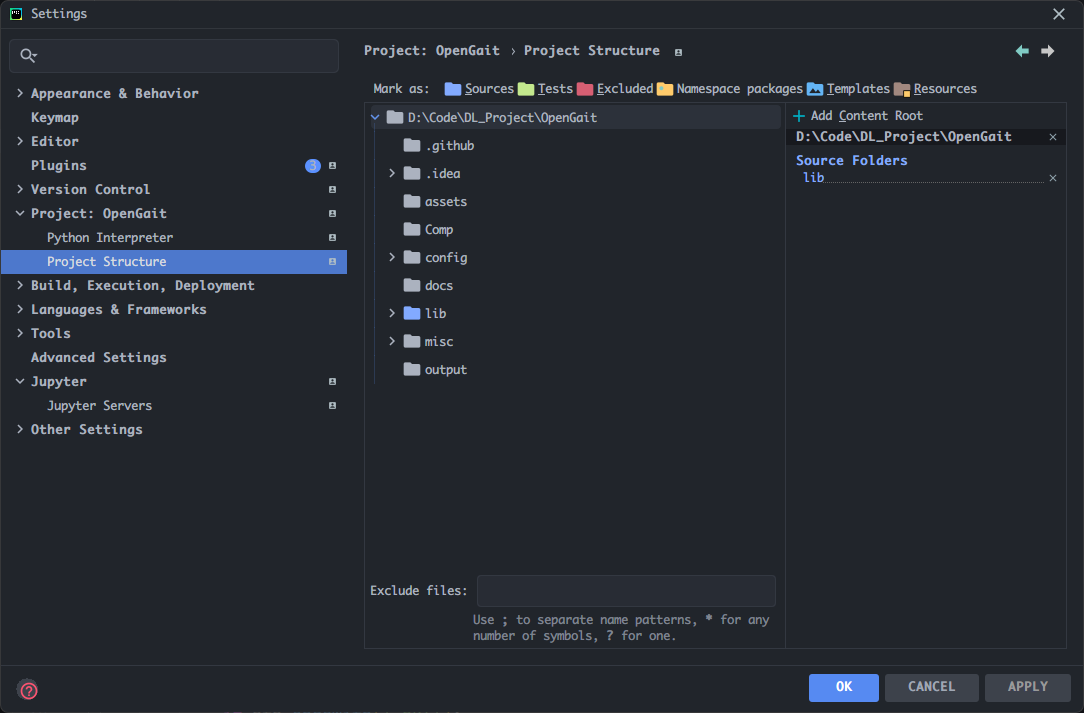 Settings
Appearance & Behavior
Keymap
Editor
Plugins 3
Version Control
Project: OpenGait
Python Interpreter
Project Structure
Build, Execution, Deployment
Languages & Frameworks
Tools
Advanced Settings
Jupyter
Jupyter Servers
Other Settings
Project: OpenGait › Project Structure
Mark as: Sources Tests Excluded Namespace packages Templates Resources
D:\Code\DL_Project\OpenGait
.github
.idea
assets
Comp
config
docs
lib
misc
output
Exclude files:
Use ; to separate name patterns, * for any
number of symbols, ? for one.
+ Add Content Root
D:\Code\DL_Project\OpenGait ×
Source Folders
lib ×
?
OK CANCEL APPLY